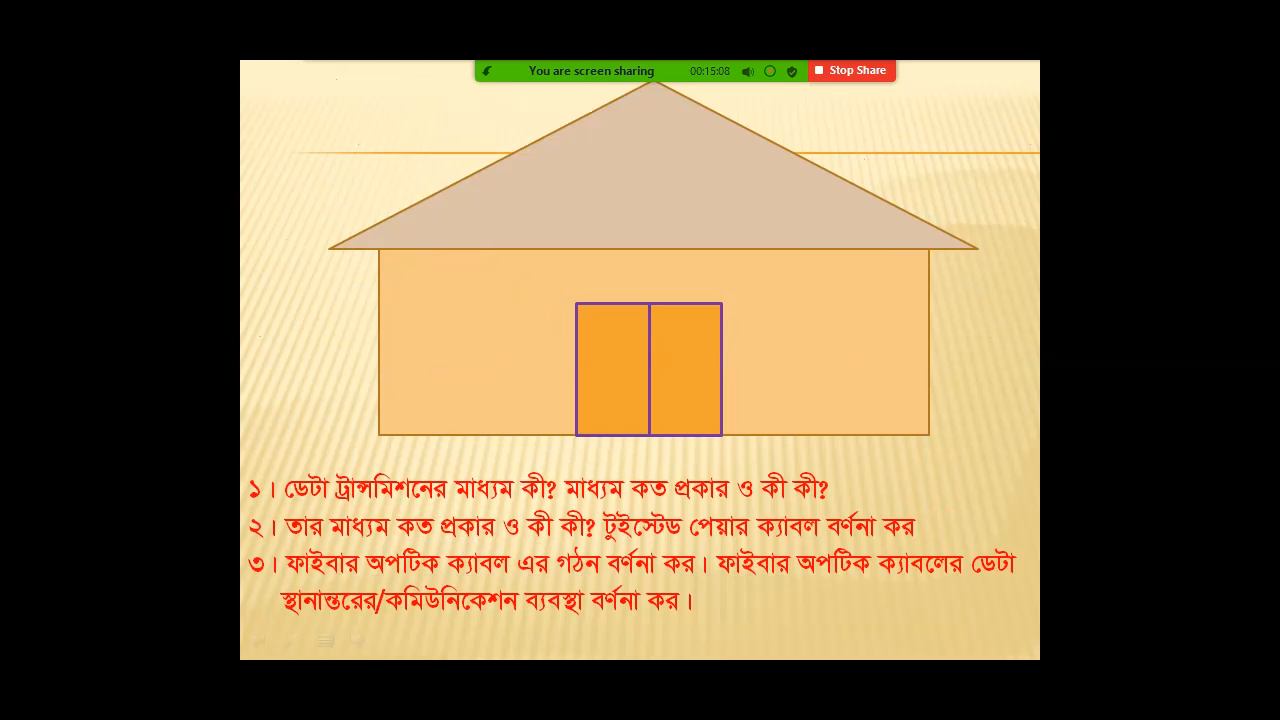 You are screen sharing 00:15:08 Stop Share
১। ডেটা ট্রান্সমিশনের মাধ্যম কী? মাধ্যম কত প্রকার ও কী কী?
২। তার মাধ্যম কত প্রকার ও কী কী? টুইস্টেড পেয়ার ক্যাবল বর্ণনা কর
৩। ফাইবার অপটিক ক্যাবল এর গঠন বর্ণনা কর। ফাইবার অপটিক ক্যাবলের ডেটা
স্থানান্তরের/কমিউনিকেশন ব্যবস্থা বর্ণনা কর।